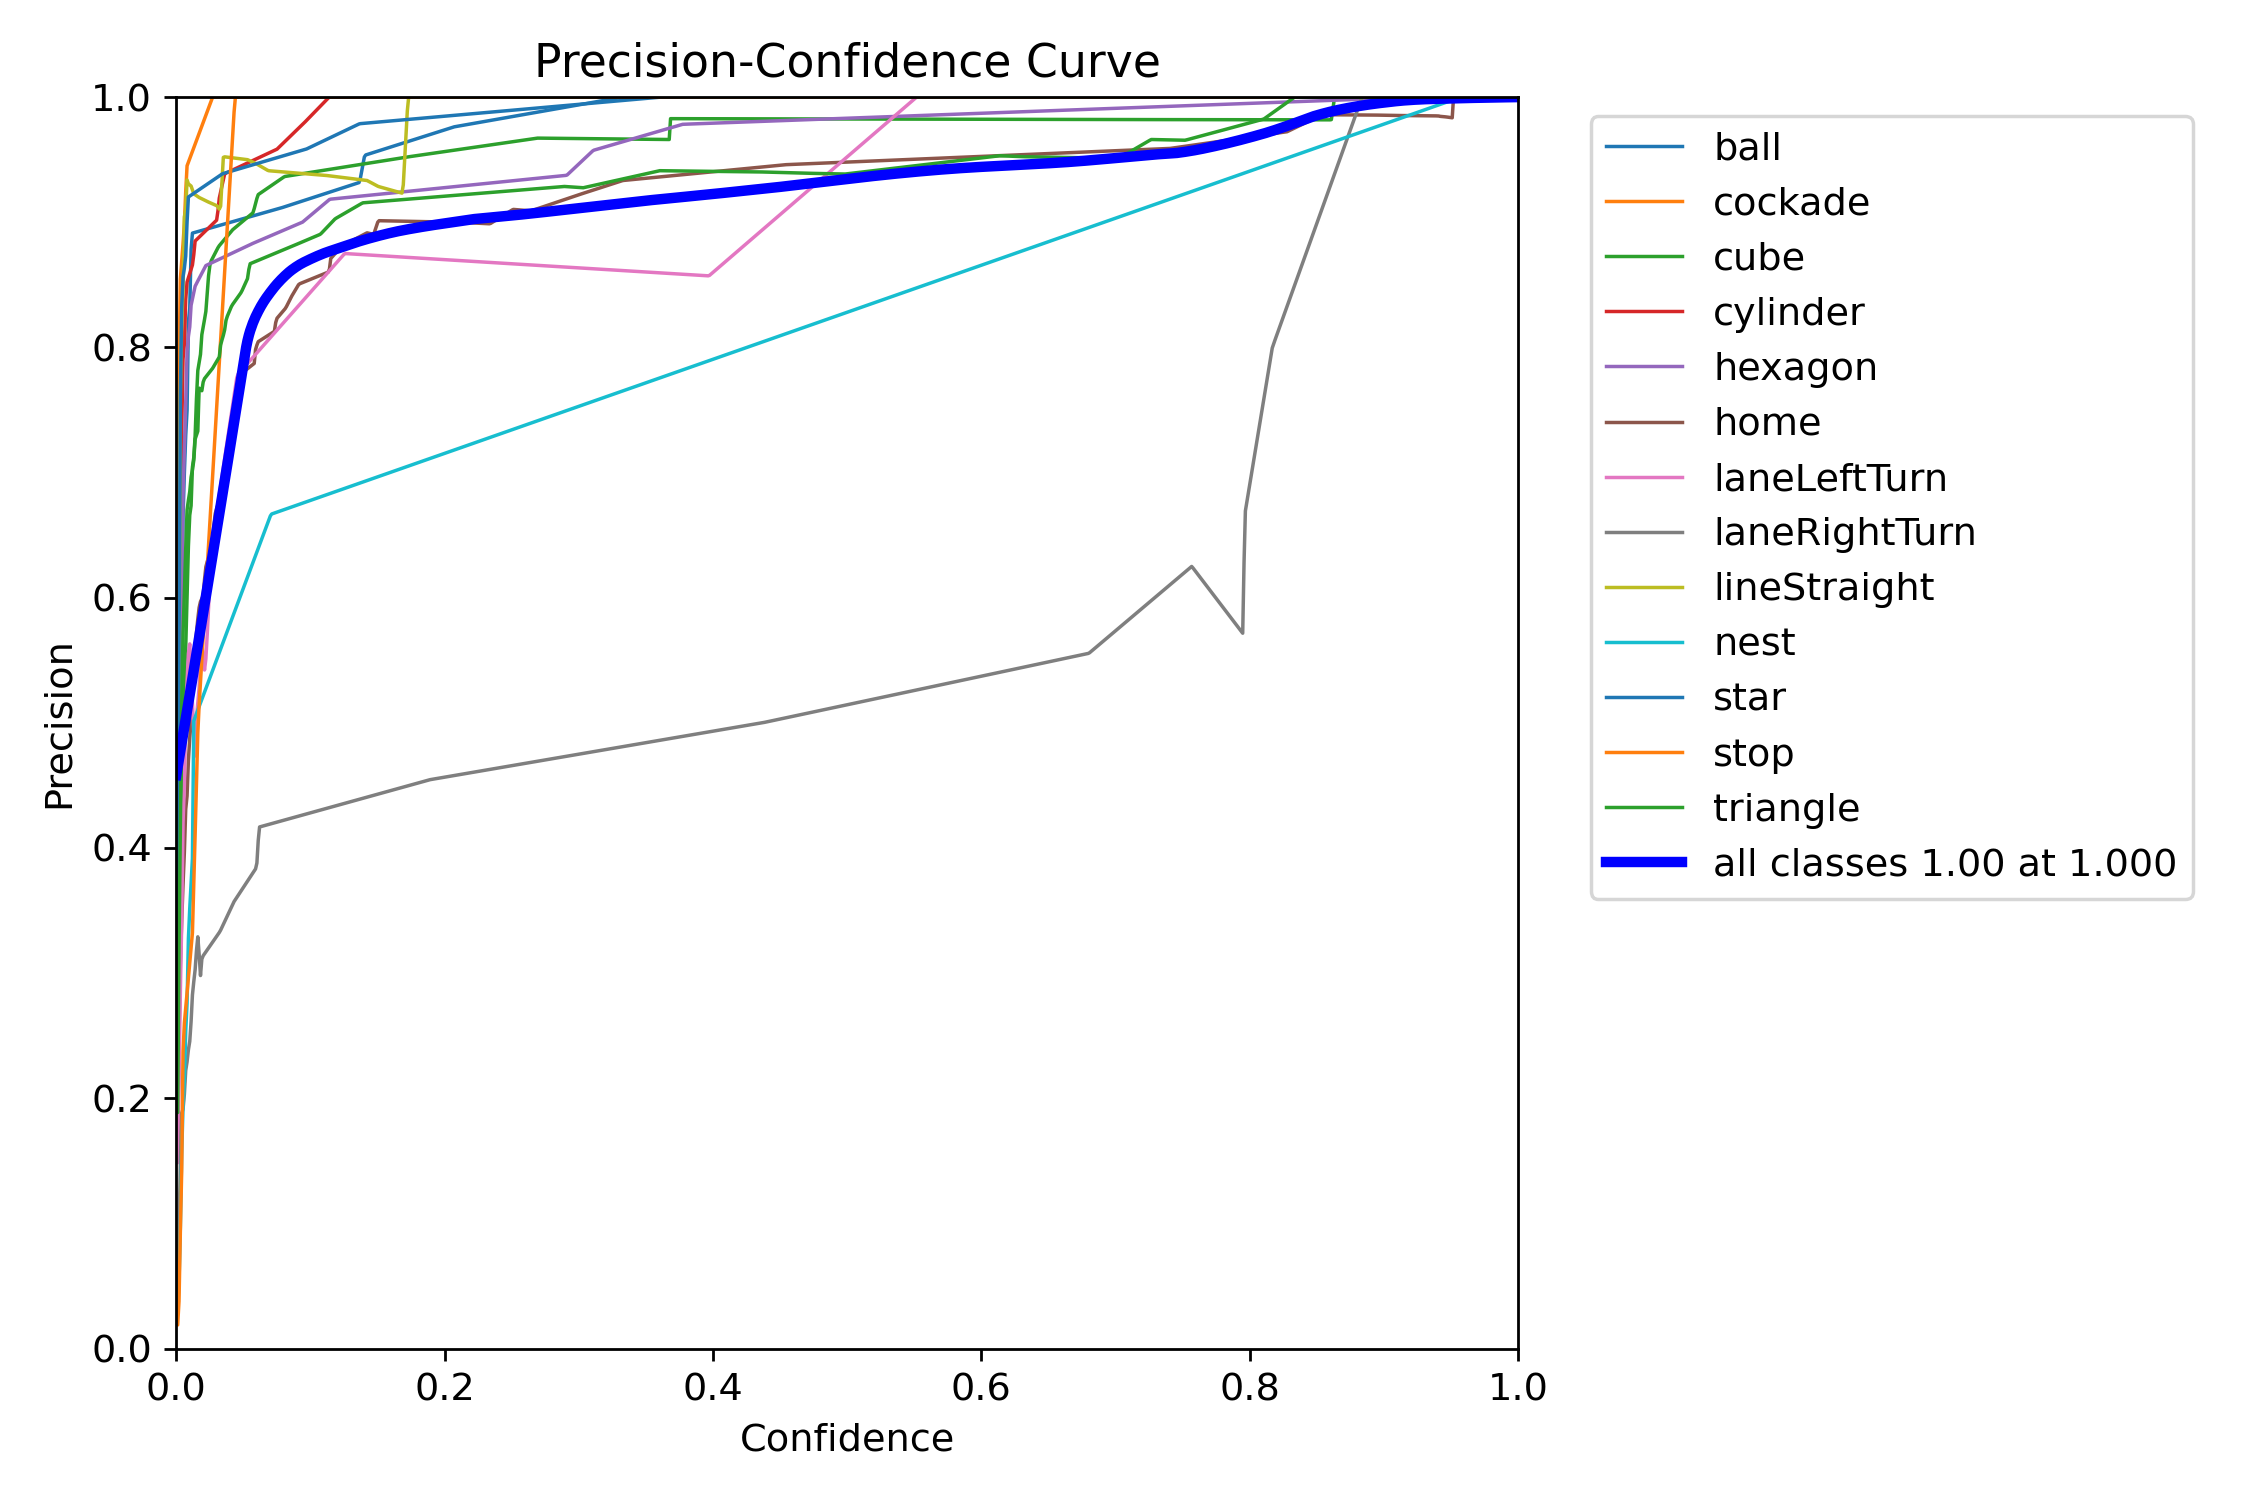 Precision-Confidence Curve
1.0
0.8
0.6
0.4
0.2
0.0
Precision
0.0 0.2 0.4 0.6 0.8 1.0
Confidence
ball
cockade
cube
cylinder
hexagon
home
laneLeftTurn
laneRightTurn
lineStraight
nest
star
stop
triangle
all classes 1.00 at 1.000